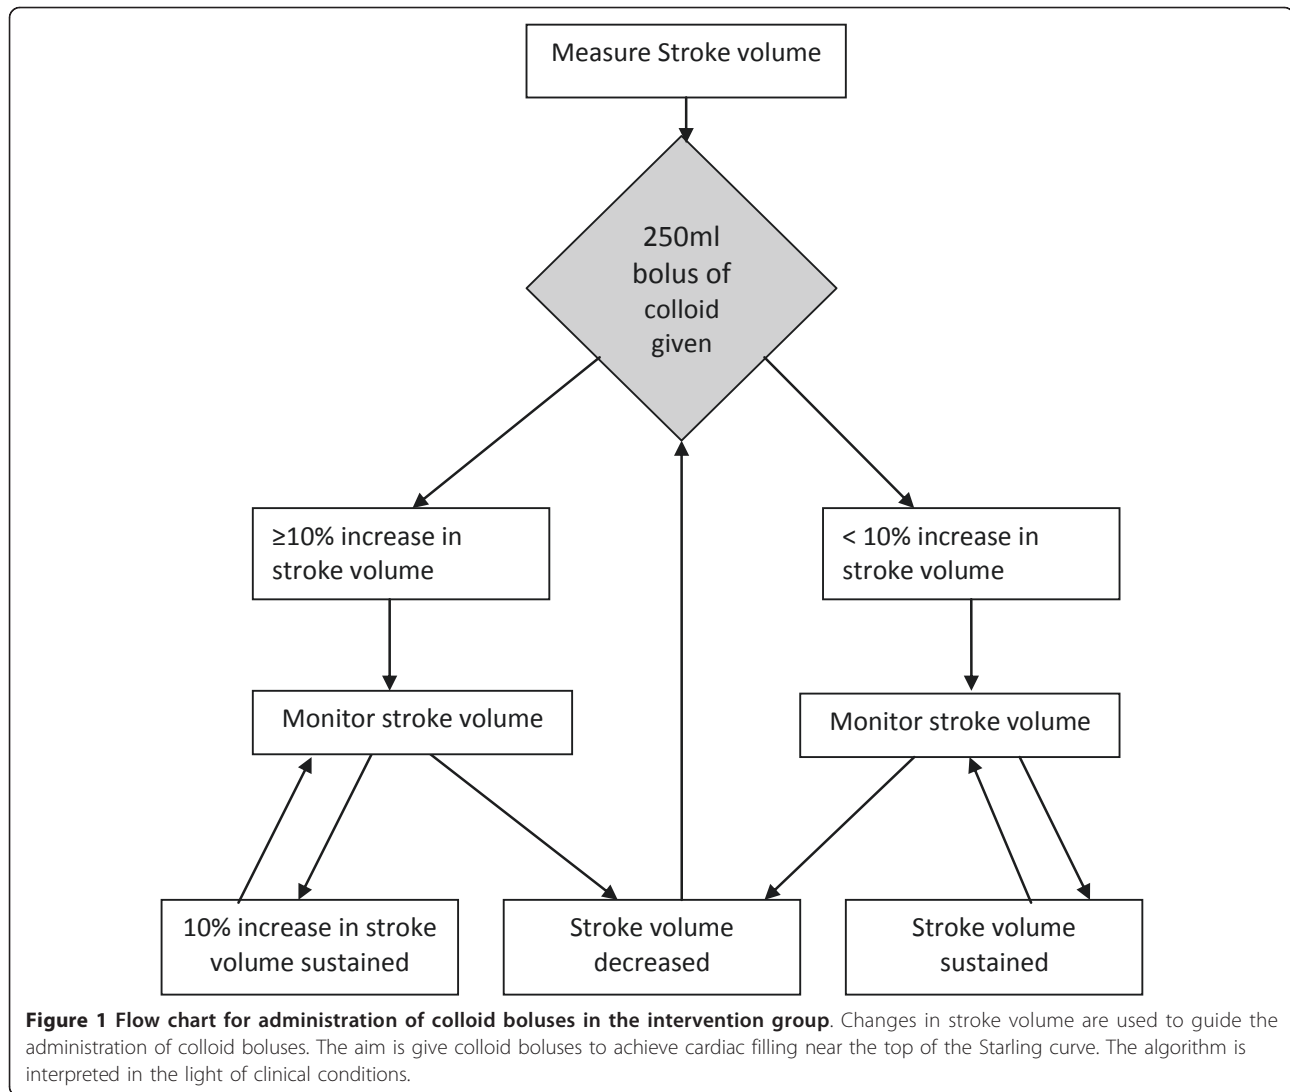 Measure Stroke volume
250ml
bolus of
colloid
given
≥10% increase in
stroke volume
< 10% increase in
stroke volume
Monitor stroke volume
Monitor stroke volume
10% increase in stroke
volume sustained
Stroke volume
decreased
Stroke volume
sustained
Figure 1 Flow chart for administration of colloid boluses in the intervention group. Changes in stroke volume are used to guide the
administration of colloid boluses. The aim is give colloid boluses to achieve cardiac filling near the top of the Starling curve. The algorithm is
interpreted in the light of clinical conditions.